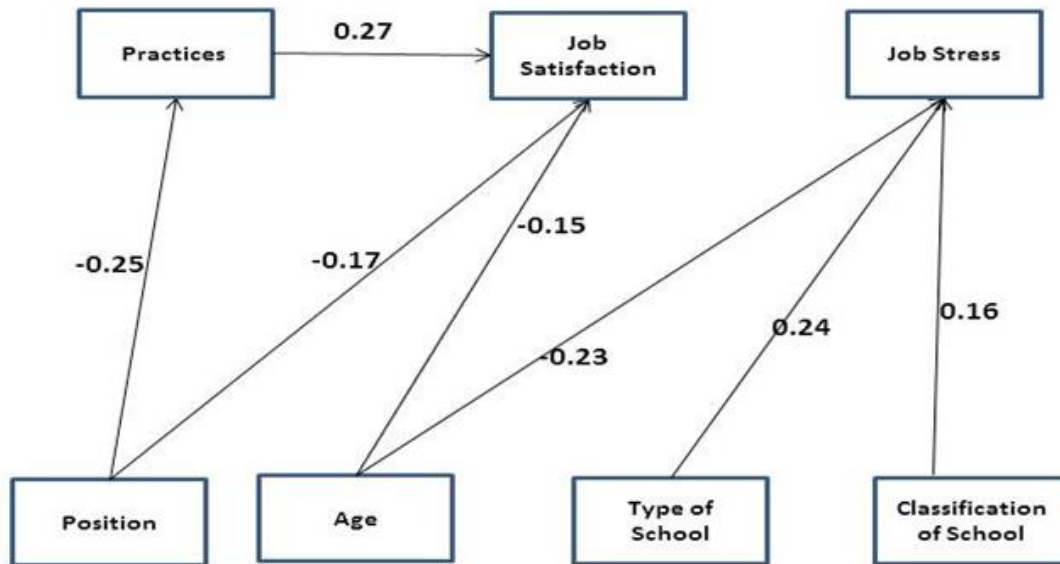 0.27
Practices
Job
Satisfaction
Job Stress
-0.15
-0.25
-0.17
0.16
0.24
-0.23
Position
Age
Type of
School
Classification
of School